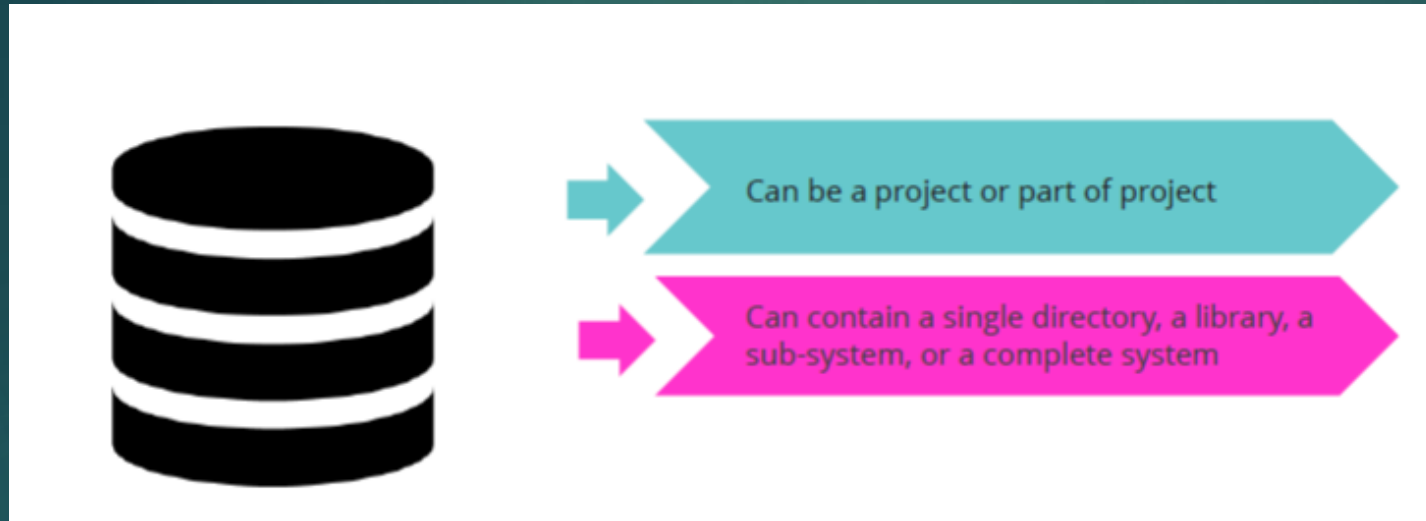 Can be a project or part of project
Can contain a single directory, a library, a
sub-system, or a complete system